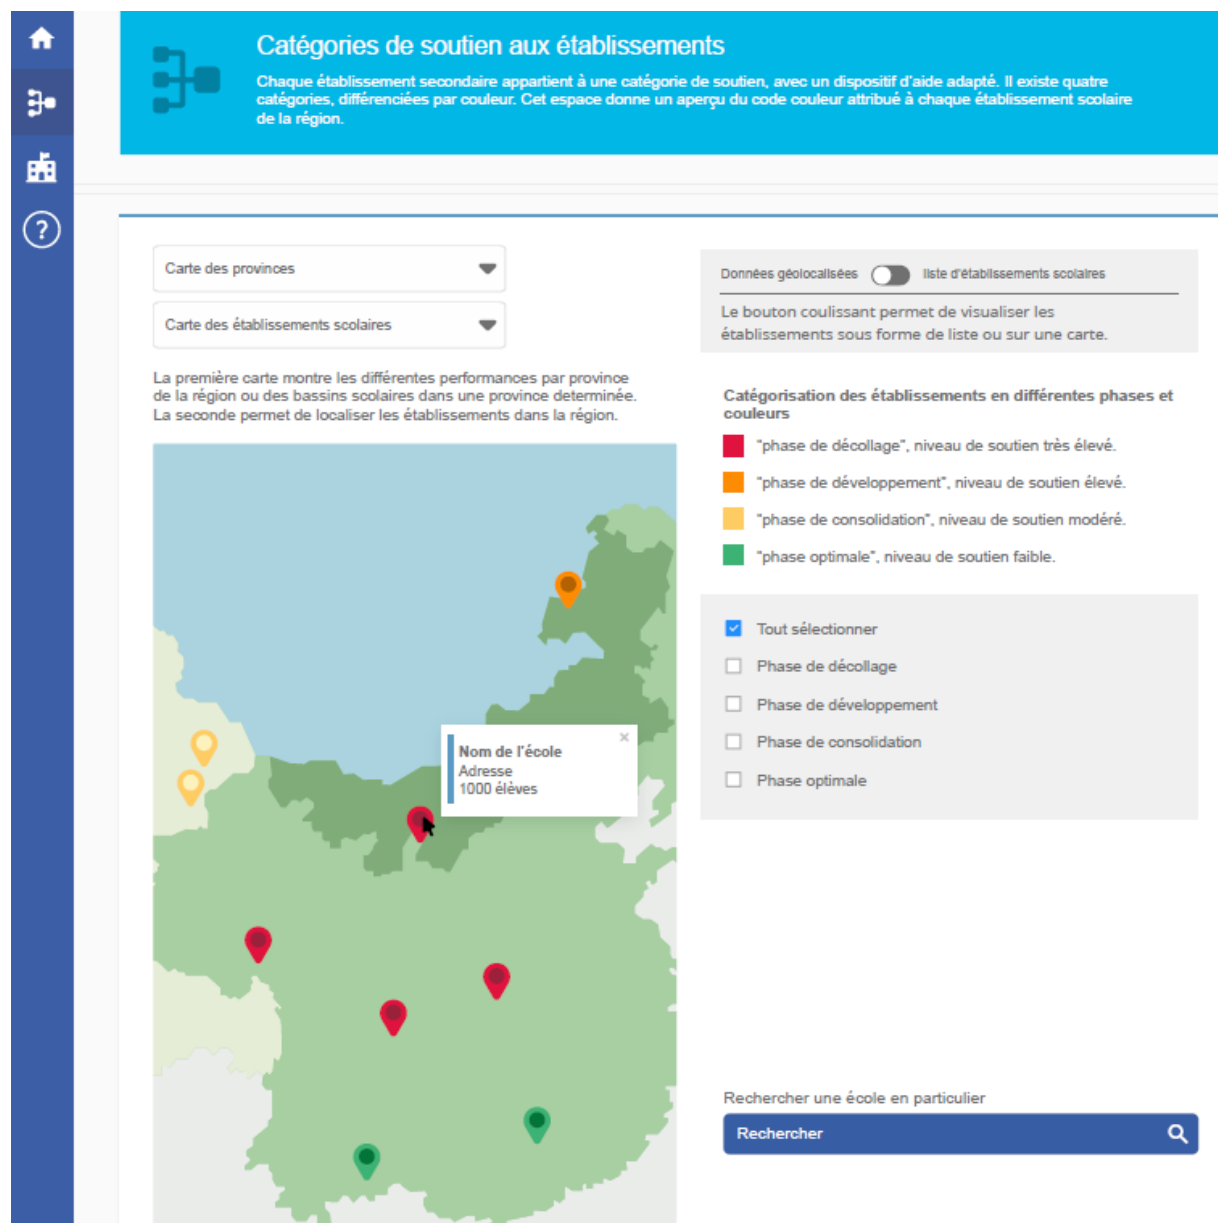 Catégories de soutien aux établissements
Chaque établissement secondaire appartient à une catégorie de soutien, avec un dispositif d'aide adapté. Il existe quatre
catégories, différenciées par couleur. Cet espace donne un aperçu du code couleur attribué à chaque établissement scolaire
de la région.
?
Carte des provinces
Carte des établissements scolaires
La première carte montre les différentes performances par province
de la région ou des bassins scolaires dans une province determinée.
La seconde permet de localiser les établissements dans la région.
Données géolocalisées liste d'établissements scolaires
Le bouton coulissant permet de visualiser les
établissements sous forme de liste ou sur une carte.
Catégorisation des établissements en différentes phases et
couleurs
"phase de décollage", niveau de soutien très élevé.
"phase de développement", niveau de soutien élevé.
"phase de consolidation", niveau de soutien modéré.
"phase optimale", niveau de soutien faible.
Tout sélectionner
Phase de décollage
Phase de développement
Phase de consolidation
Phase optimale
Nom de l'école
Adresse
1000 élèves
Rechercher une école en particulier
Rechercher